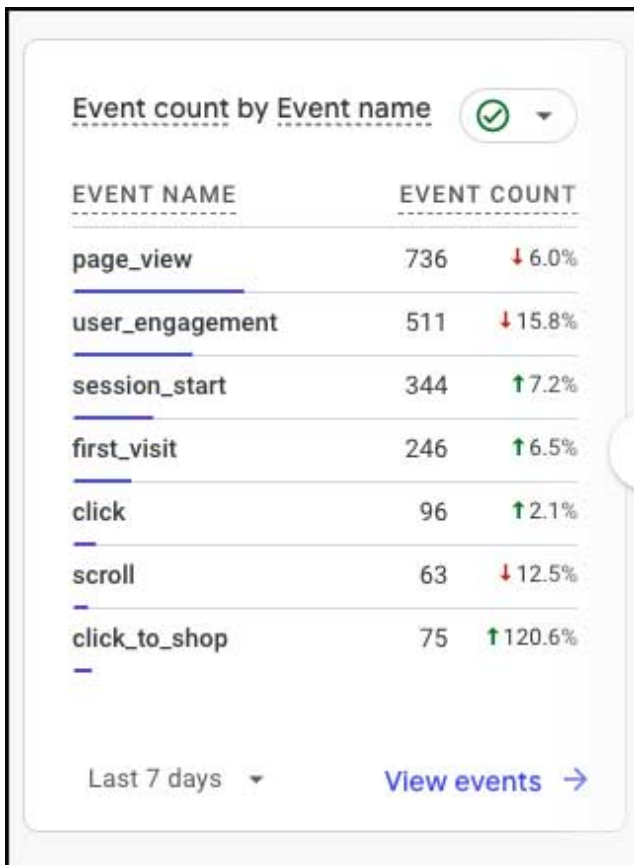 Event count by Event name
EVENT NAME EVENT COUNT
page_view 736 ↓ 6.0%
user_engagement 511 ↓ 15.8%
session_start 344 ↑ 7.2%
first_visit 246 ↑ 6.5%
click 96 ↑ 2.1%
scroll 63 ↓ 12.5%
click_to_shop 75 ↑ 120.6%
Last 7 days View events →